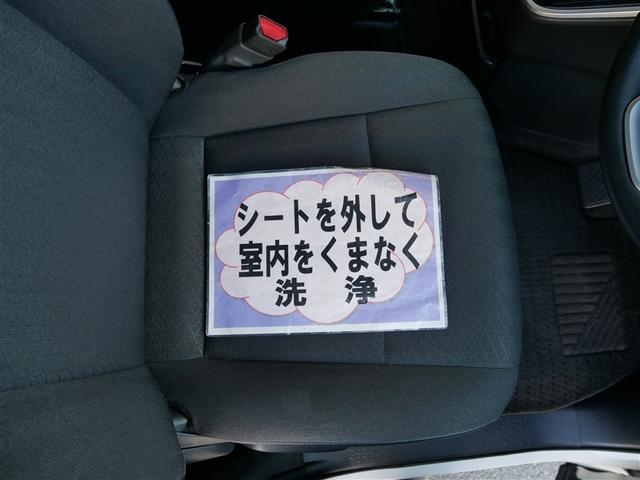 シートを外して
室内をくまなく
洗 浄